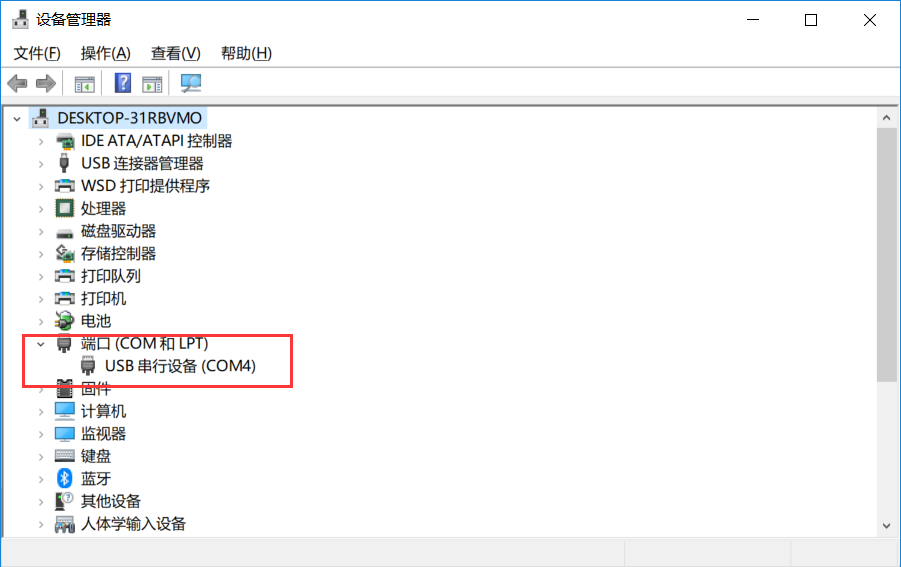 设备管理器
文件(F) 操作(A) 查看(V) 帮助(H)
DESKTOP-31RBVMO
IDE ATA/ATAPI 控制器
USB 连接器管理器
WSD 打印提供程序
处理器
磁盘驱动器
存储控制器
打印队列
打印机
电池
端口 (COM 和 LPT)
USB 串行设备 (COM4)
固件
计算机
监视器
键盘
蓝牙
其他设备
人体学输入设备